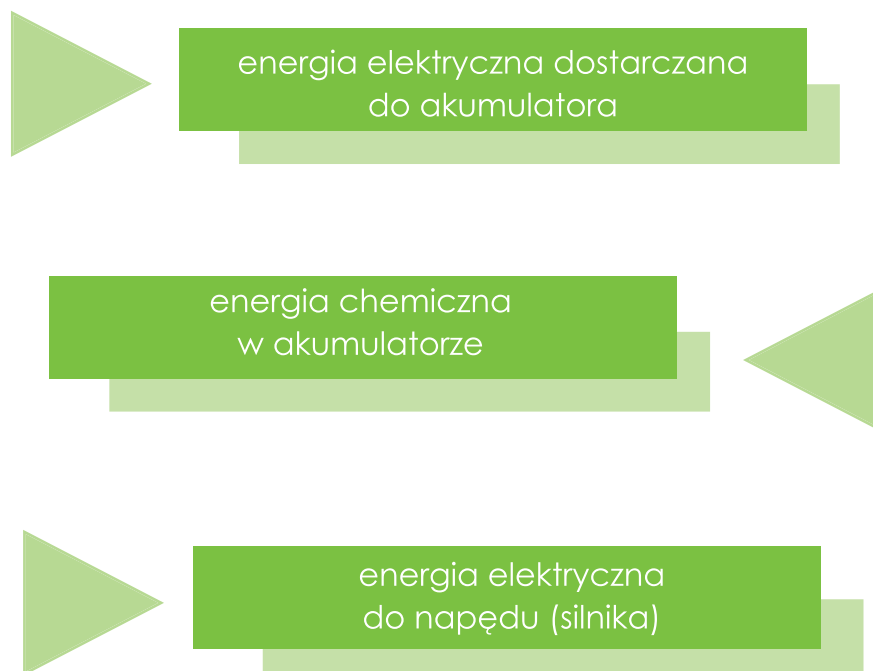 energia elektryczna dostarczana
do akumulatora
energia chemiczna
w akumulatorze
energia elektryczna
do napędu (silnika)